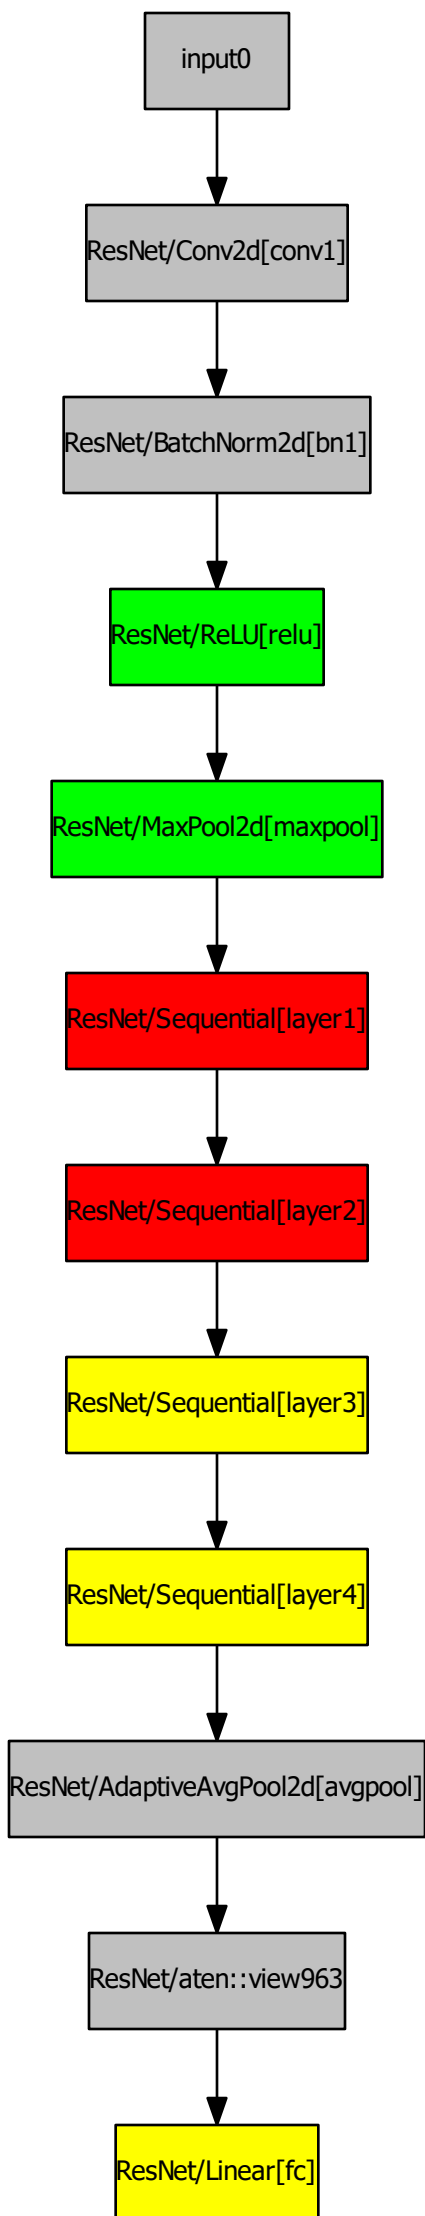 input0
ResNet/Conv2d[conv1]
ResNet/BatchNorm2d[bn1]
ResNet/ReLU[relu]
ResNet/MaxPool2d[maxpool]
ResNet/Sequential[layer1]
ResNet/Sequential[layer2]
ResNet/Sequential[layer3]
ResNet/Sequential[layer4]
ResNet/AdaptiveAvgPool2d[avgpool]
ResNet/aten::view963
ResNet/Linear[fc]